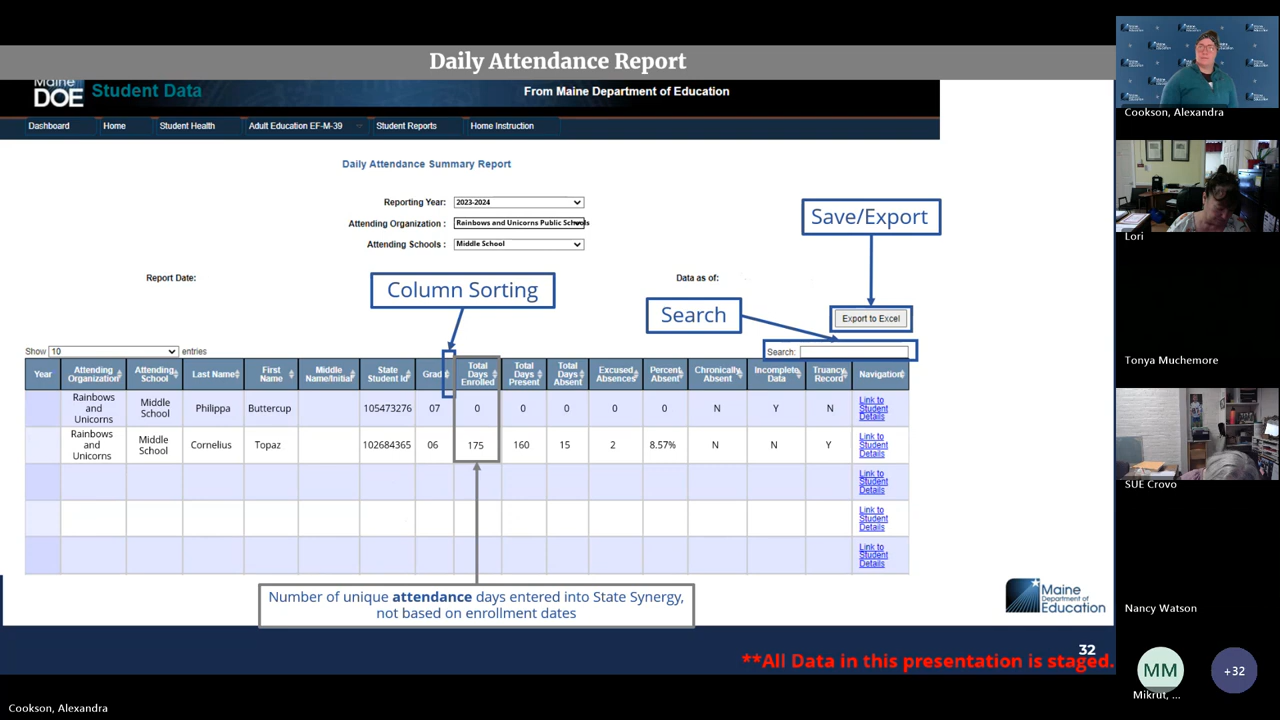 Daily Attendance Report
Maine
DOE Student Data
From Maine Department of Education
Dashboard Home Student Health Adult Education EF-M-39 Student Reports Home Instruction
Daily Attendance Summary Report
Reporting Year: 2023-2024
Attending Organization : Rainbows and Unicorns Public Schools
Attending Schools : Middle School
Save/Export
Report Date:
Data as of:
Column Sorting
Search
Export to Excel
Show 10 entries
Search:
Year Attending Organization Attending School Last Name First Name Middle Name/Initial State Student Id Grade Total Days Enrolled Total Days Present Total Days Absent Excused Absences Percent Absent Chronically Absent Incomplete Data Truancy Record Navigation
Rainbows and Unicorns Middle School Philippa Buttercup 105473276 07 0 0 0 0 0 N Y N Link to Student Details
Rainbows and Unicorns Middle School Cornelius Topaz 102684365 06 175 160 15 2 8.57% N N Y Link to Student Details
Link to Student Details
Link to Student Details
Link to Student Details
Number of unique attendance days entered into State Synergy,
not based on enrollment dates
Maine
Department of
Education
32
**All Data in this presentation is staged.
Cookson, Alexandra
Cookson, Alexandra
Lori
Tonya Muchemore
SUE Crovo
Nancy Watson
MM
Mikrut, ...
+32